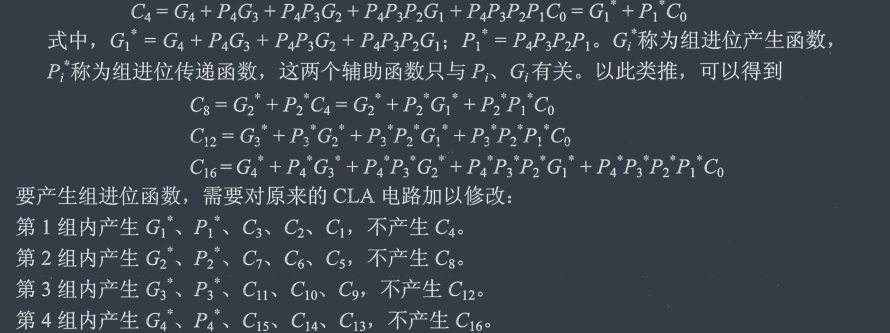 C₄ = G₄ + P₄G₃ + P₄P₃G₂ + P₄P₃P₂G₁ + P₄P₃P₂P₁C₀ = G₁* + P₁*C₀
式中，G₁* = G₄ + P₄G₃ + P₄P₃G₂ + P₄P₃P₂G₁；P₁* = P₄P₃P₂P₁。Gᵢ*称为组进位产生函数，
Pᵢ*称为组进位传递函数，这两个辅助函数只与 Pᵢ、Gᵢ有关。以此类推，可以得到
C₈ = G₂* + P₂*C₄ = G₂* + P₂*G₁* + P₂*P₁*C₀
C₁₂ = G₃* + P₃*G₂* + P₃*P₂*G₁* + P₃*P₂*P₁*C₀
C₁₆ = G₄* + P₄*G₃* + P₄*P₃*G₂* + P₄*P₃*P₂*G₁* + P₄*P₃*P₂*P₁*C₀
要产生组进位函数，需要对原来的 CLA 电路加以修改：
第 1 组内产生 G₁*、P₁*、C₃、C₂、C₁，不产生 C₄。
第 2 组内产生 G₂*、P₂*、C₇、C₆、C₅，不产生 C₈。
第 3 组内产生 G₃*、P₃*、C₁₁、C₁₀、C₉，不产生 C₁₂。
第 4 组内产生 G₄*、P₄*、C₁₅、C₁₄、C₁₃，不产生 C₁₆。